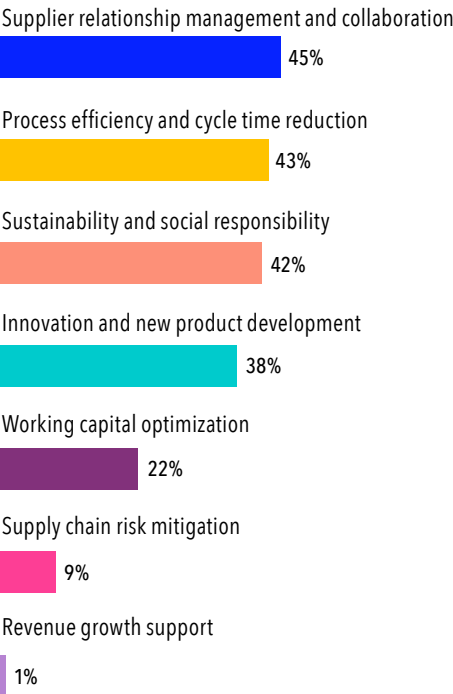 Supplier relationship management and collaboration
45%
Process efficiency and cycle time reduction
43%
Sustainability and social responsibility
42%
Innovation and new product development
38%
Working capital optimization
22%
Supply chain risk mitigation
9%
Revenue growth support
1%